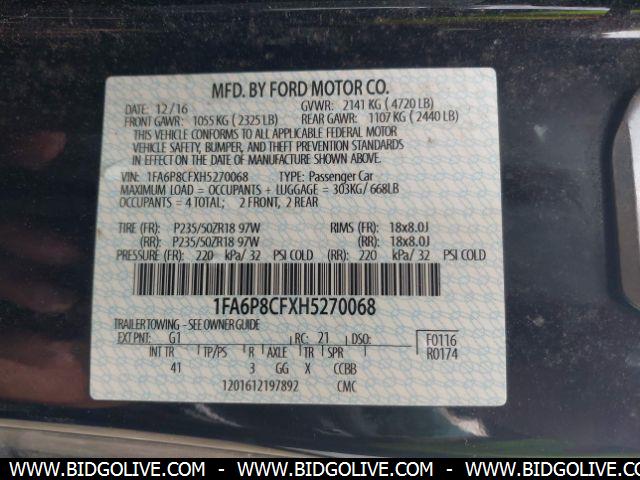 MFD. BY FORD MOTOR CO.
DATE: 12/16 GVWR: 2141 KG ( 4720 LB)
FRONT GAWR: 1055 KG ( 2325 LB) REAR GAWR: 1107 KG ( 2440 LB)
THIS VEHICLE CONFORMS TO ALL APPLICABLE FEDERAL MOTOR
VEHICLE SAFETY, BUMPER, AND THEFT PREVENTION STANDARDS
IN EFFECT ON THE DATE OF MANUFACTURE SHOWN ABOVE.
VIN: 1FA6P8CFXH5270068 TYPE: Passenger Car
MAXIMUM LOAD = OCCUPANTS + LUGGAGE = 303KG/ 668LB
OCCUPANTS = 4 TOTAL; 2 FRONT, 2 REAR
TIRE (FR): P235/50ZR18 97W RIMS (FR): 18x8.0J
(RR): P235/50ZR18 97W (RR): 18x8.0J
PRESSURE (FR): 220 kPa/ 32 PSI COLD (RR): 220 kPa/ 32 PSI COLD
1FA6P8CFXH5270068
TRAILER TOWING - SEE OWNER GUIDE
EXT PNT: G1 RC: 21 DSO: F0116
INT TR TP/PS R AXLE TR SPR R0174
41 3 GG X CCBB
1201612197892 CMC
WWW.BIDGOLIVE.COM - WWW.BIDGOLIVE.COM - WWW.BIDGOLIVE.COM